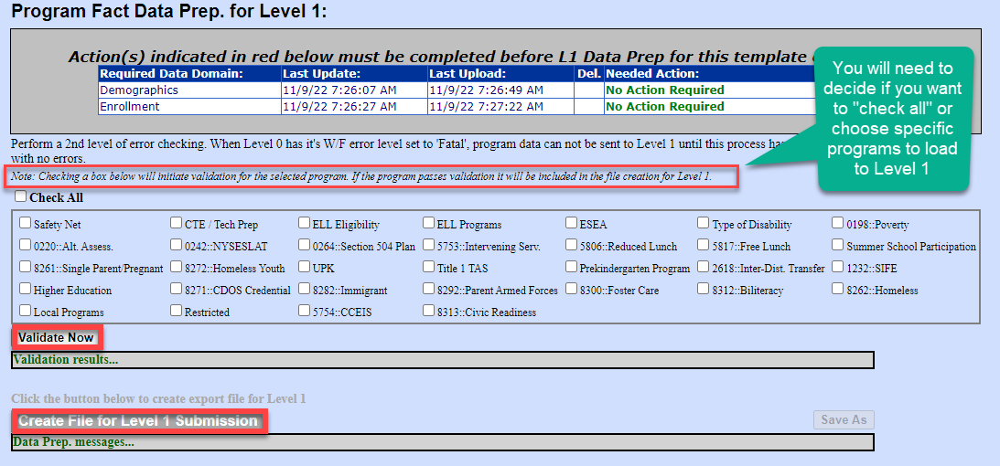 Program Fact Data Prep. for Level 1:
Action(s) indicated in red below must be completed before L1 Data Prep for this template
Required Data Domain: Last Update: Last Upload: Del. Needed Action:
Demographics 11/9/22 7:26:07 AM 11/9/22 7:26:49 AM No Action Required
Enrollment 11/9/22 7:26:27 AM 11/9/22 7:27:22 AM No Action Required
You will need to
decide if you want
to "check all" or
choose specific
programs to load
to Level 1
Perform a 2nd level of error checking. When Level 0 has it's W/F error level set to 'Fatal', program data can not be sent to Level 1 until this process
with no errors.
Note: Checking a box below will initiate validation for the selected program. If the program passes validation it will be included in the file creation for Level 1.
Check All
Safety Net CTE / Tech Prep ELL Eligibility ELL Programs ESEA Type of Disability 0198::Poverty
0220::Alt. Assess. 0242::NYSESLAT 0264::Section 504 Plan 5753::Intervening Serv. 5806::Reduced Lunch 5817::Free Lunch Summer School Participation
8261::Single Parent/Pregnant 8272::Homeless Youth UPK Title 1 TAS Prekindergarten Program 2618::Inter-Dist. Transfer 1232::SIFE
Higher Education 8271::CDOS Credential 8282::Immigrant 8292::Parent Armed Forces 8300::Foster Care 8312::Biliteracy 8262::Homeless
Local Programs Restricted 5754::CCEIS 8313::Civic Readiness
Validate Now
Validation results...
Click the button below to create export file for Level 1
Create File for Level 1 Submission Save As
Data Prep. messages...